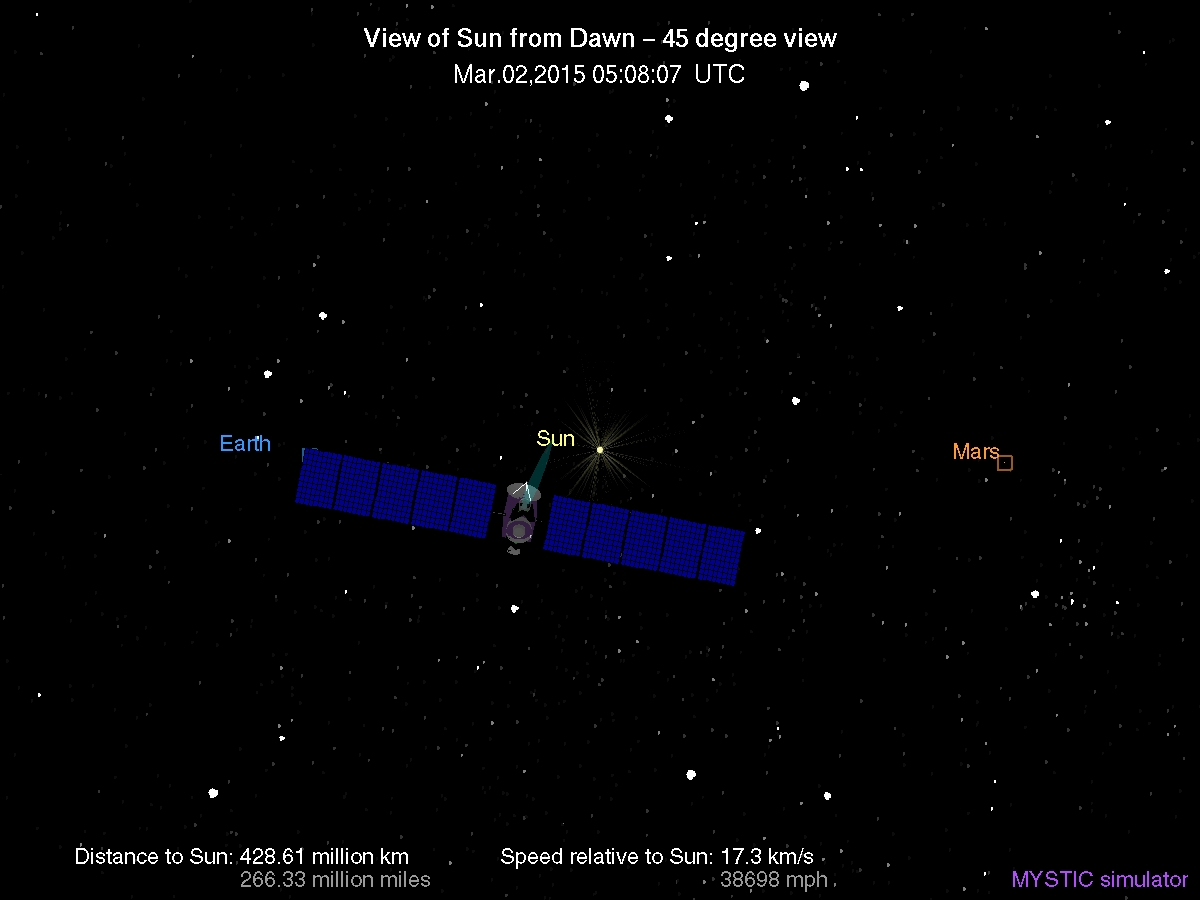 View of Sun from Dawn – 45 degree view
Mar.02,2015 05:08:07 UTC
Sun
Earth
Mars
Distance to Sun: 428.61 million km
266.33 million miles
Speed relative to Sun: 17.3 km/s
38698 mph
MYSTIC simulator